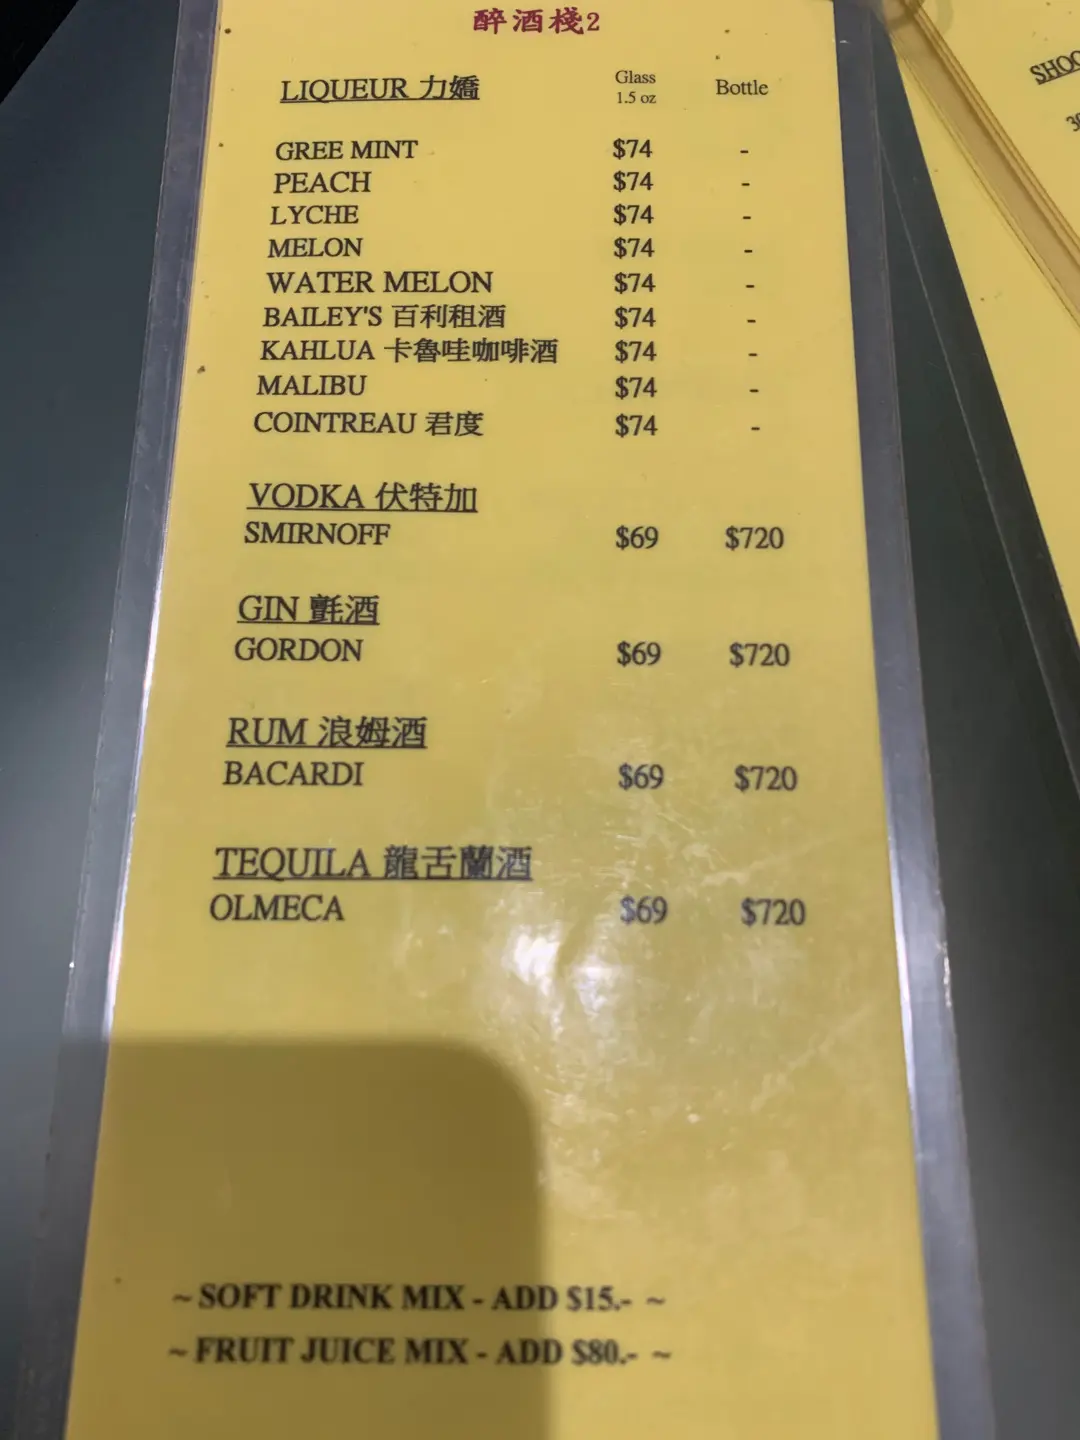 醉酒棧2
LIQUEUR 力嬌 Glass 1.5 oz Bottle
GREE MINT $74 -
PEACH $74 -
LYCHE $74 -
MELON $74 -
WATER MELON $74 -
BAILEY'S 百利租酒 $74 -
KAHLUA 卡魯哇咖啡酒 $74 -
MALIBU $74 -
COINTREAU 君度 $74 -
VODKA 伏特加
SMIRNOFF $69 $720
GIN 氈酒
GORDON $69 $720
RUM 浪姆酒
BACARDI $69 $720
TEQUILA 龍舌蘭酒
OLMECA $69 $720
~ SOFT DRINK MIX - ADD $15.- ~
~ FRUIT JUICE MIX - ADD $80.- ~